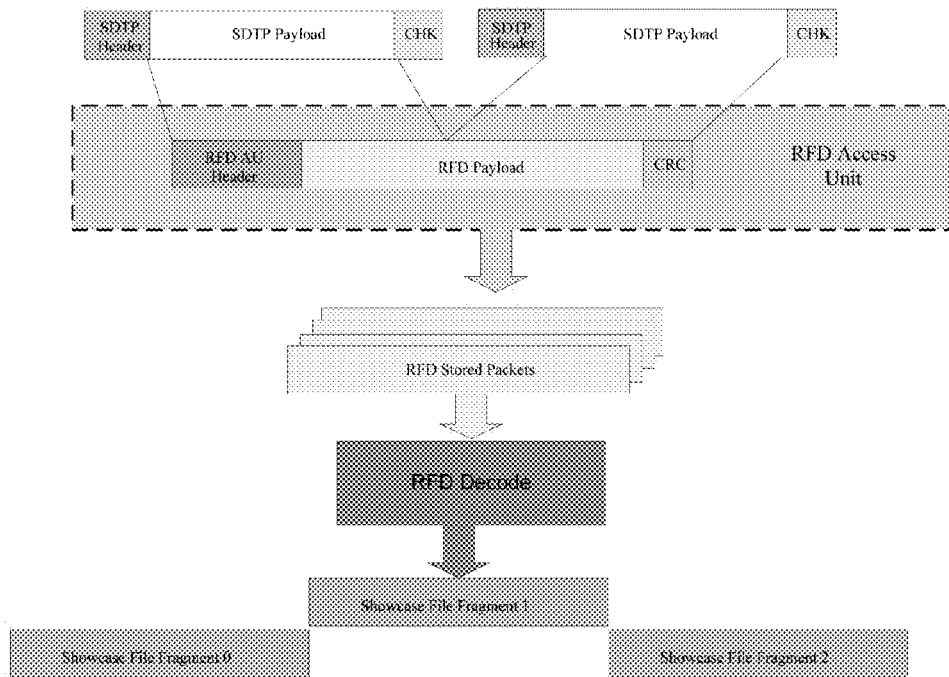 SDTP
Header
SDTP Payload
CHK
SDTP
Header
SDTP Payload
CHK
RFD AU
Header
RFD Payload
CRC
RFD Access
Unit
RFD Stored Packets
RFD Decode
Showcase File Fragment 1
Showcase File Fragment 0
Showcase File Fragment 2